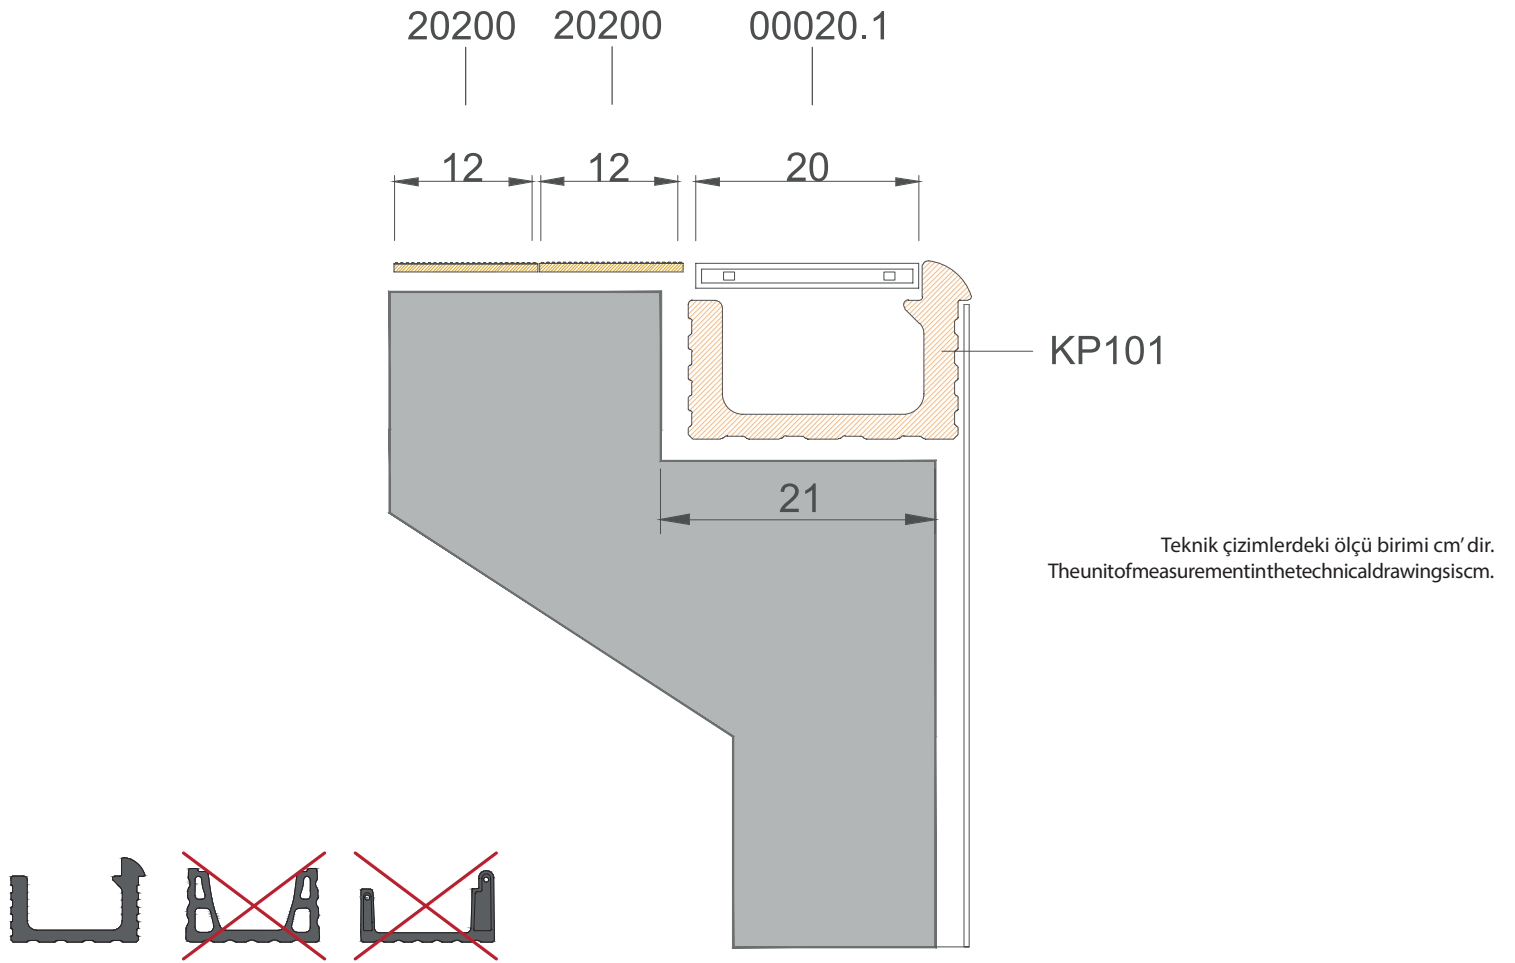 20200 20200 00020.1
12 12 20
KP101
21
Teknik çizimlerdeki ölçü birimi cm' dir.
Theunitofmeasurementinthetechnicaldrawingsiscm.